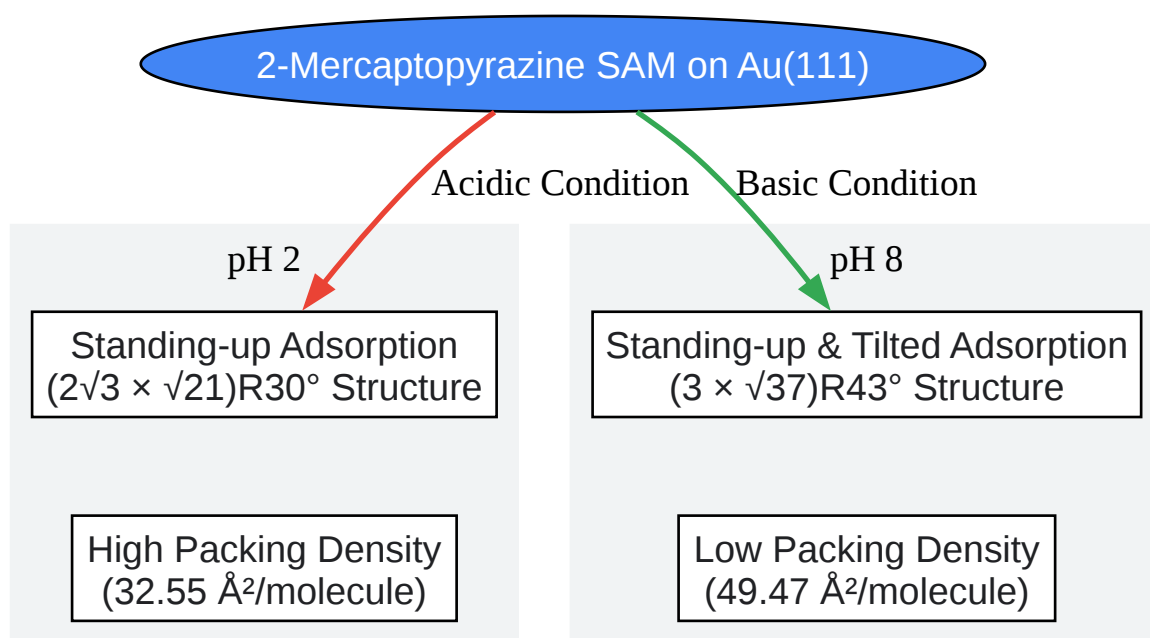 2-Mercaptopyrazine SAM on Au(111)
Acidic Condition
Basic Condition
pH 2
pH 8
Standing-up Adsorption
(2√3 × √21)R30° Structure
Standing-up & Tilted Adsorption
(3 × √37)R43° Structure
High Packing Density
(32.55 Å²/molecule)
Low Packing Density
(49.47 Å²/molecule)